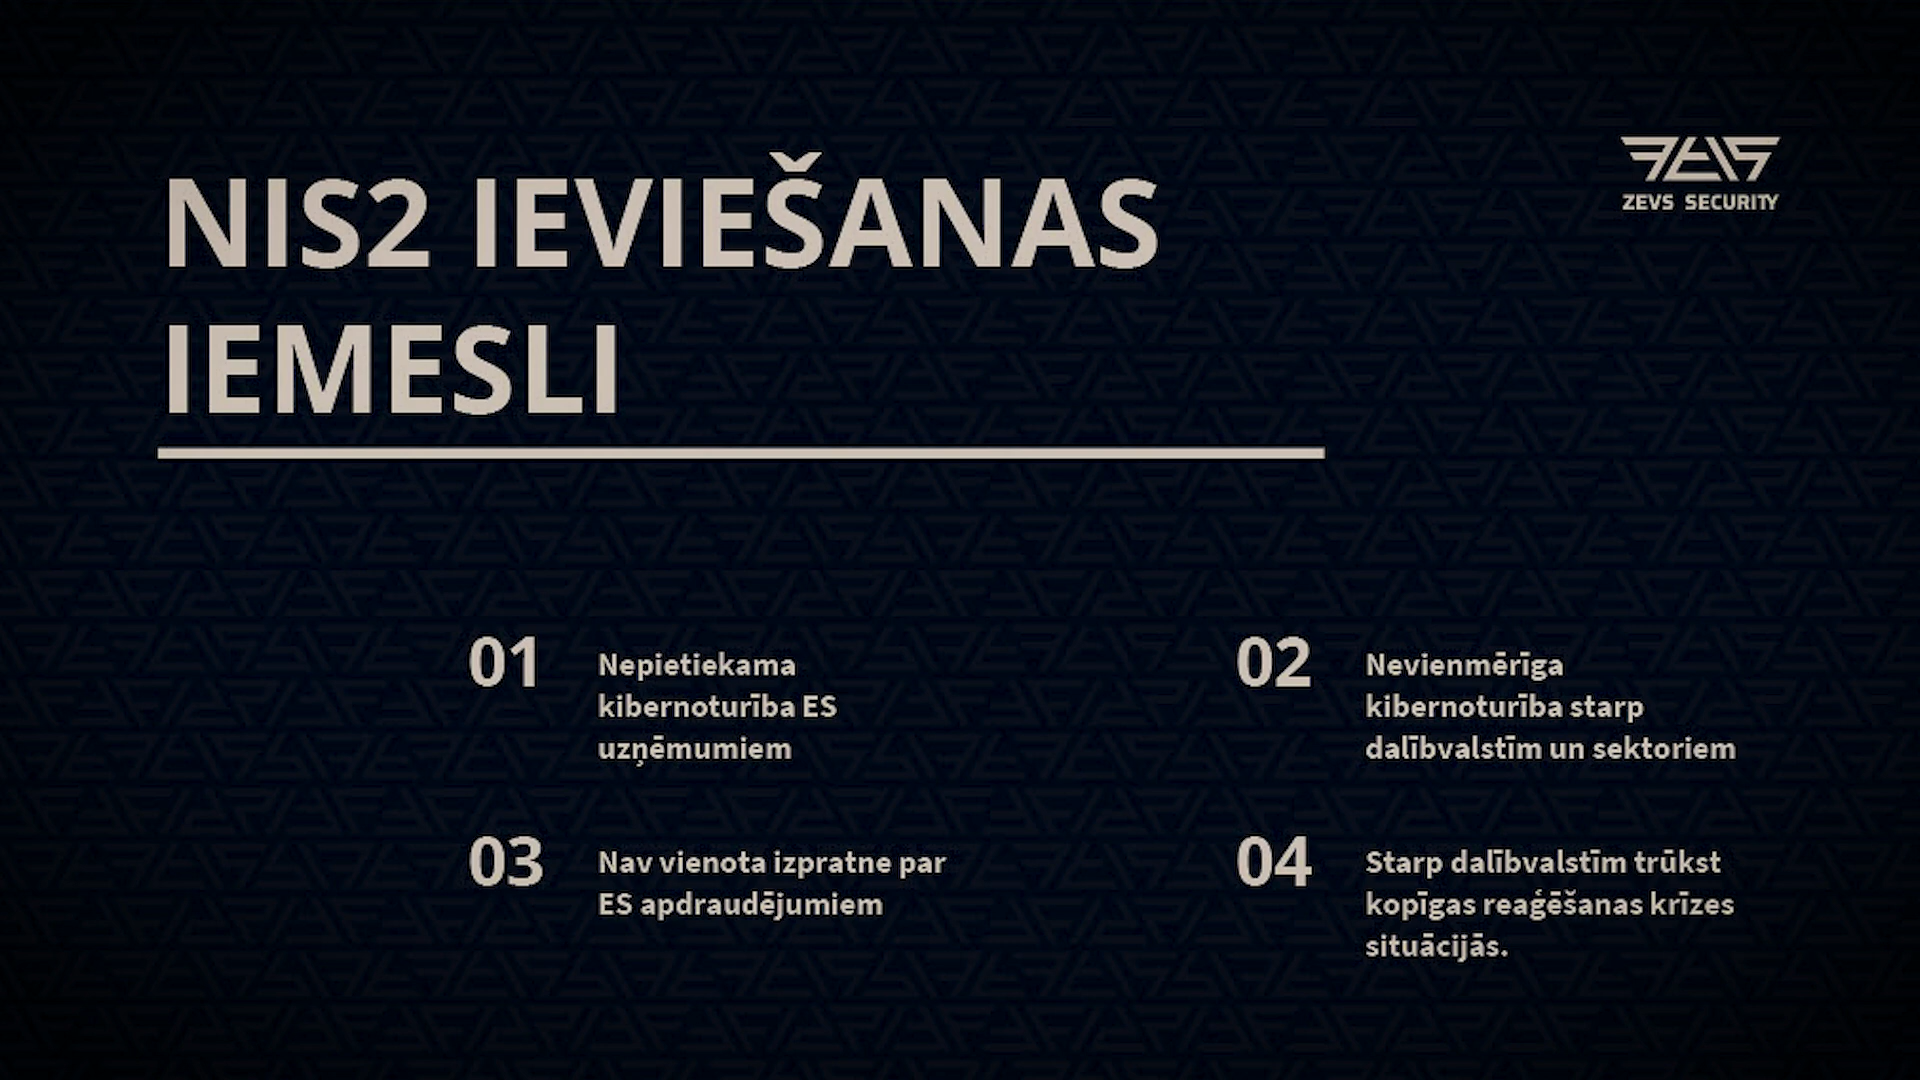 NIS2 IEVIEŠANAS
IEMESLI
ZEVS SECURITY
01
Nepietiekama
kibernoturība ES
uzņēmumiem
02
Nevienmērīga
kibernoturība starp
dalībvalstīm un sektoriem
03
Nav vienota izpratne par
ES apdraudējumiem
04
Starp dalībvalstīm trūkst
kopīgas reaģēšanas krīzes
situācijās.